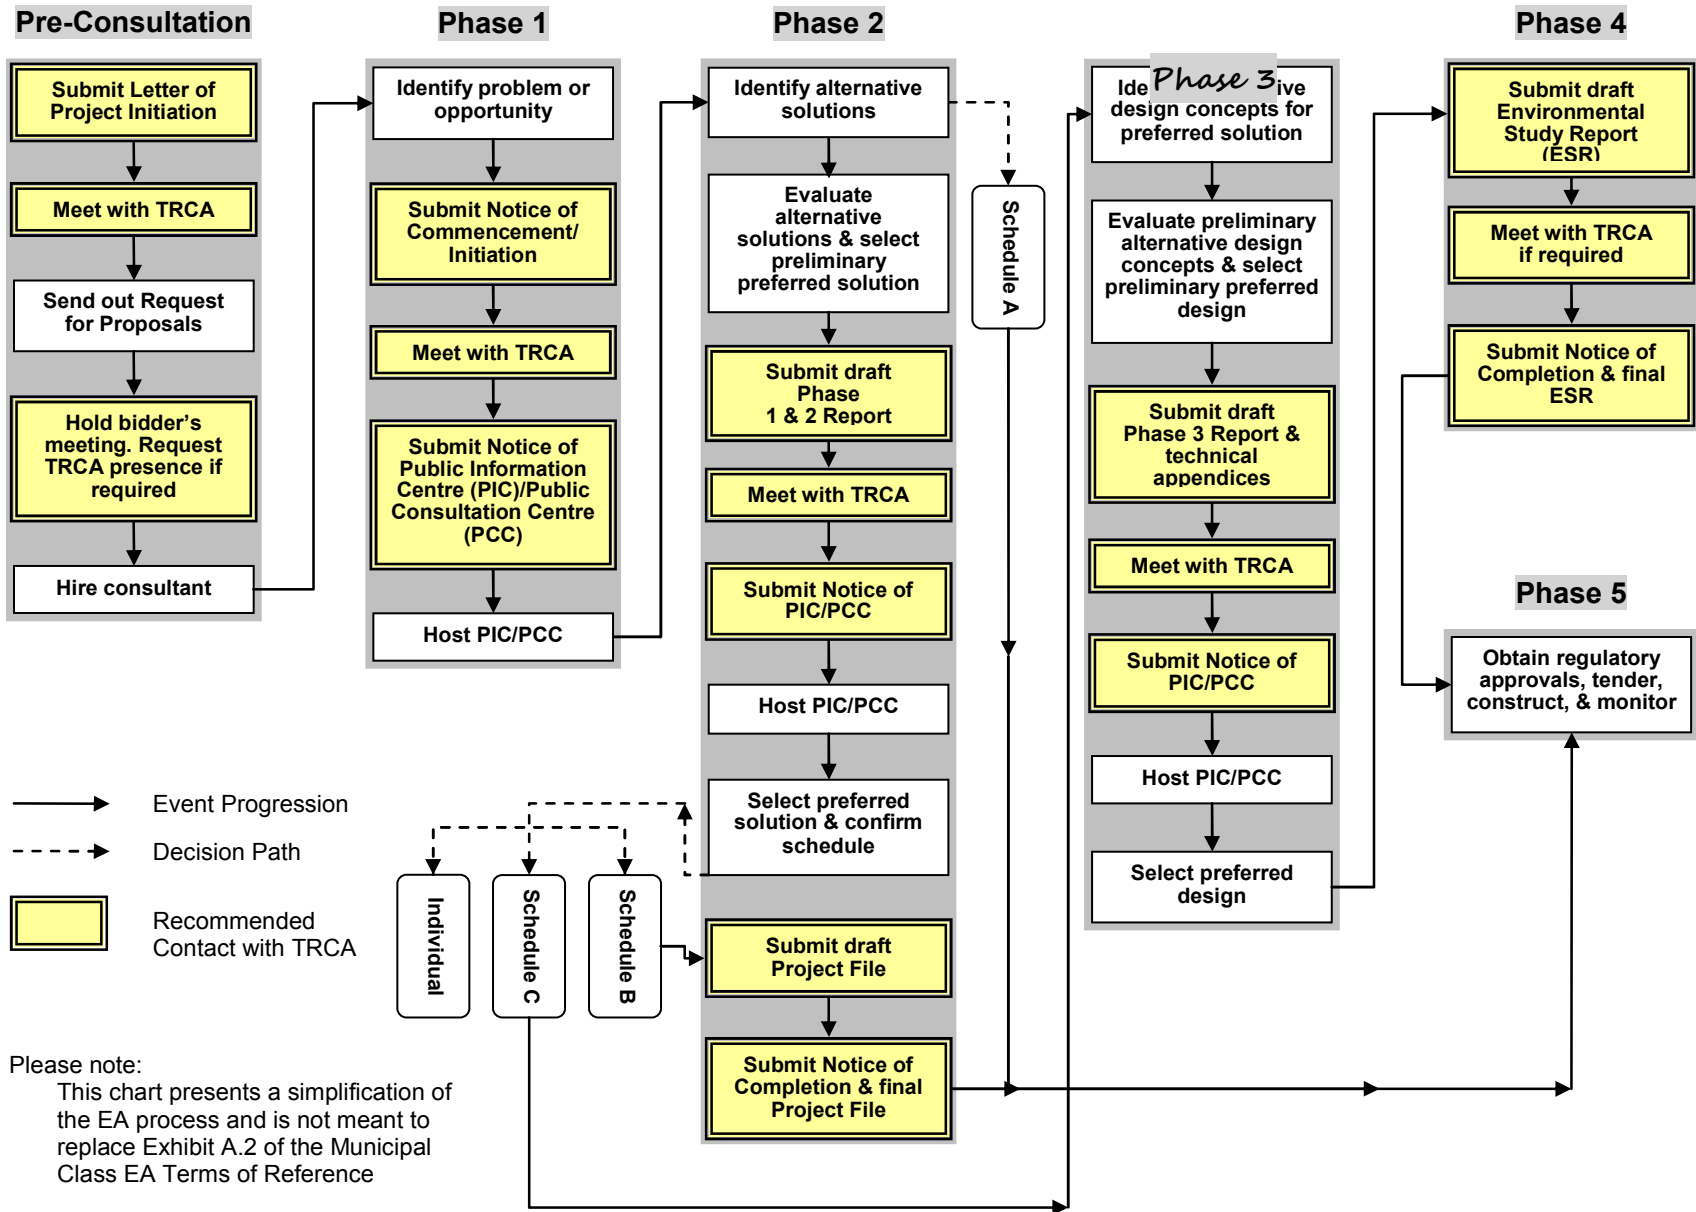 Pre-Consultation
Submit Letter of
Project Initiation
Meet with TRCA
Send out Request
for Proposals
Hold bidder's
meeting. Request
TRCA presence if
required
Hire consultant
Phase 1
Identify problem or
opportunity
Submit Notice of
Commencement/
Initiation
Meet with TRCA
Submit Notice of
Public Information
Centre (PIC)/Public
Consultation Centre
(PCC)
Host PIC/PCC
Phase 2
Identify alternative
solutions
Evaluate
alternative
solutions & select
preliminary
preferred solution
Submit draft
Phase
1 & 2 Report
Meet with TRCA
Submit Notice of
PIC/PCC
Host PIC/PCC
Select preferred
solution & confirm
schedule
Submit draft
Project File
Submit Notice of
Completion & final
Project File
Schedule A
Individual
Schedule C
Schedule B
Phase 3
design concepts for
preferred solution
Evaluate preliminary
alternative design
concepts & select
preliminary preferred
design
Submit draft
Phase 3 Report &
technical
appendices
Meet with TRCA
Submit Notice of
PIC/PCC
Host PIC/PCC
Select preferred
design
Phase 4
Submit draft
Environmental
Study Report
(ESR)
Meet with TRCA
if required
Submit Notice of
Completion & final
ESR
Phase 5
Obtain regulatory
approvals, tender,
construct, & monitor
Event Progression
Decision Path
Recommended
Contact with TRCA
Please note:
This chart presents a simplification of
the EA process and is not meant to
replace Exhibit A.2 of the Municipal
Class EA Terms of Reference